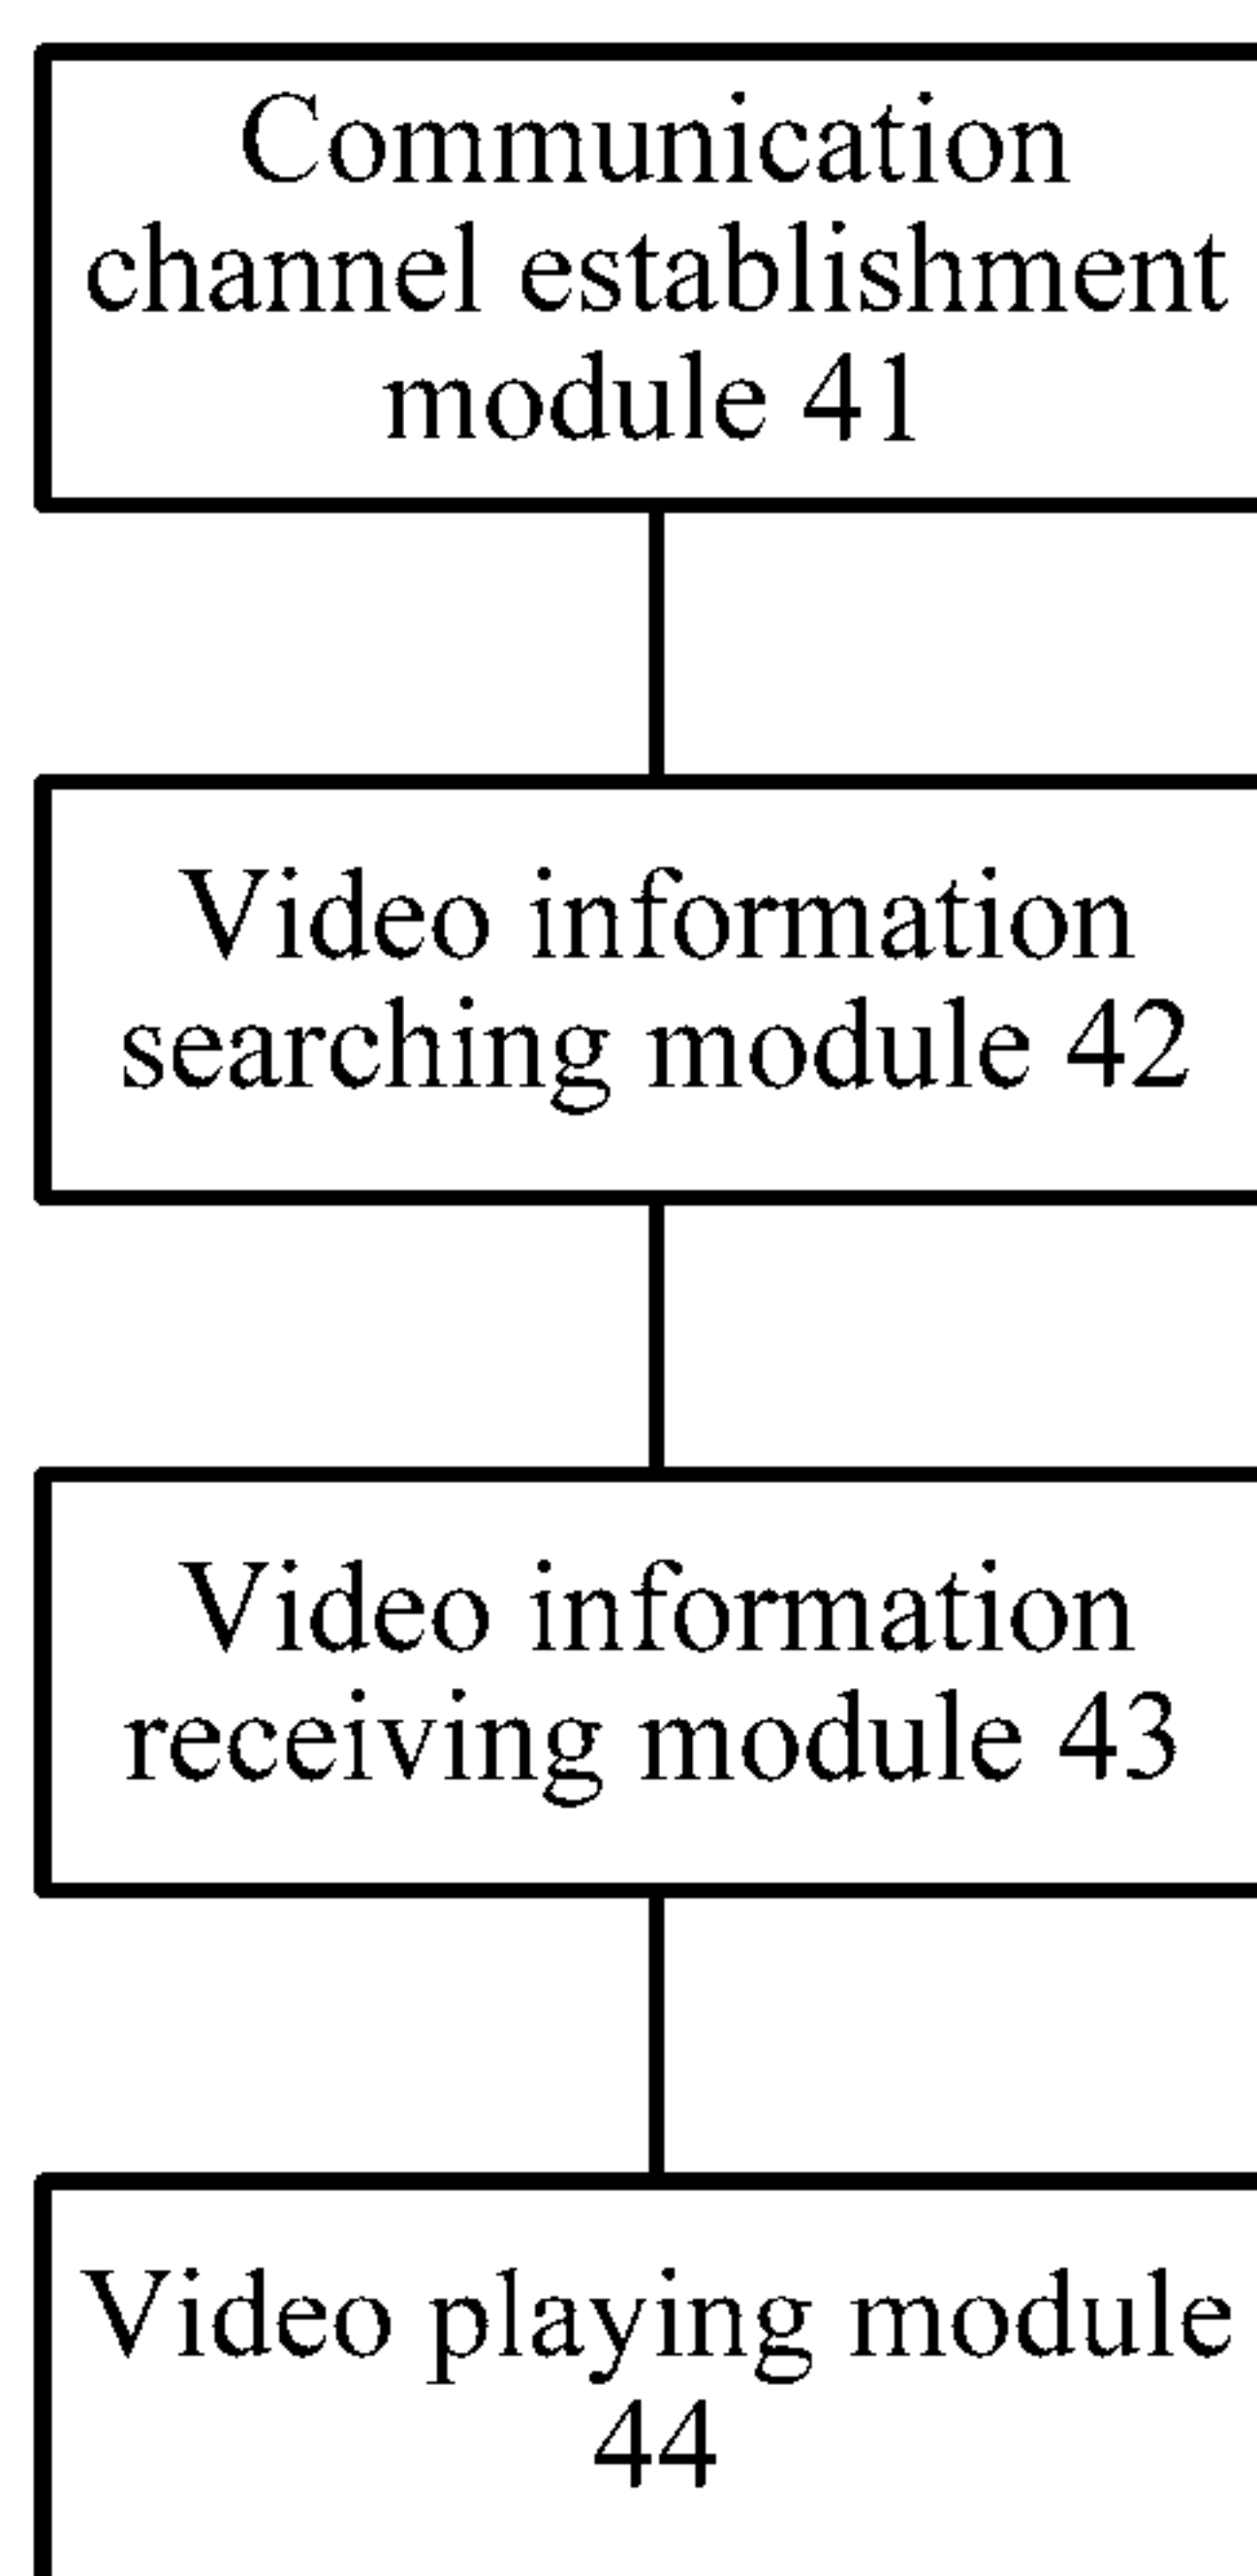 Communication
channel establishment
module 41
Video information
searching module 42
Video information
receiving module 43
Video playing module
44